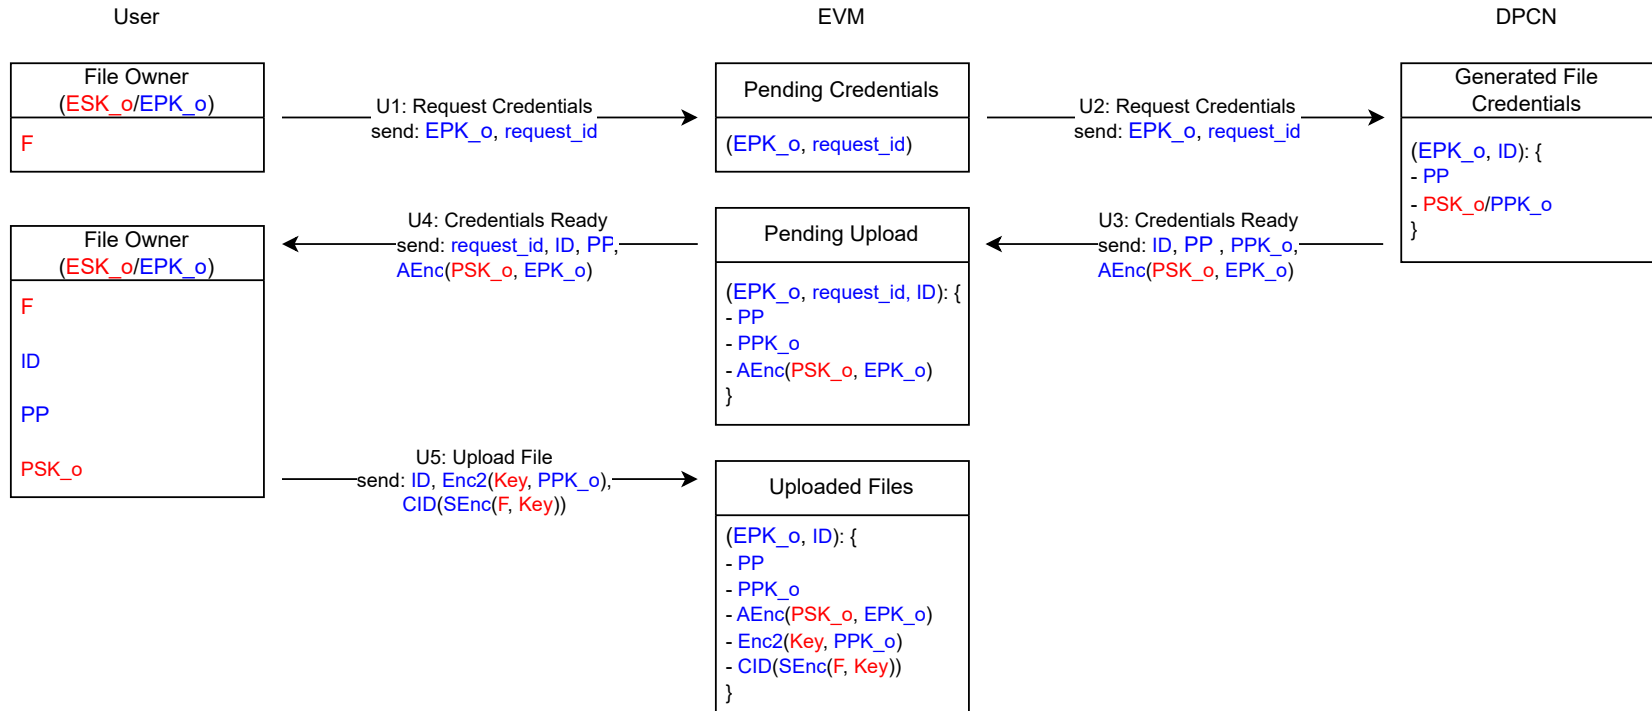 User
EVM
DPCN
File Owner
(ESK_o/EPK_o)
F
U1: Request Credentials
send: EPK_o, request_id
Pending Credentials
(EPK_o, request_id)
U2: Request Credentials
send: EPK_o, request_id
Generated File
Credentials
(EPK_o, ID): {
- PP
- PSK_o/PPK_o
}
File Owner
(ESK_o/EPK_o)
F
ID
PP
PSK_o
U4: Credentials Ready
send: request_id, ID, PP,
AEnc(PSK_o, EPK_o)
Pending Upload
(EPK_o, request_id, ID): {
- PP
- PPK_o
- AEnc(PSK_o, EPK_o)
}
U3: Credentials Ready
send: ID, PP , PPK_o,
AEnc(PSK_o, EPK_o)
U5: Upload File
send: ID, Enc2(Key, PPK_o),
CID(SEnc(F, Key))
Uploaded Files
(EPK_o, ID): {
- PP
- PPK_o
- AEnc(PSK_o, EPK_o)
- Enc2(Key, PPK_o)
- CID(SEnc(F, Key))
}